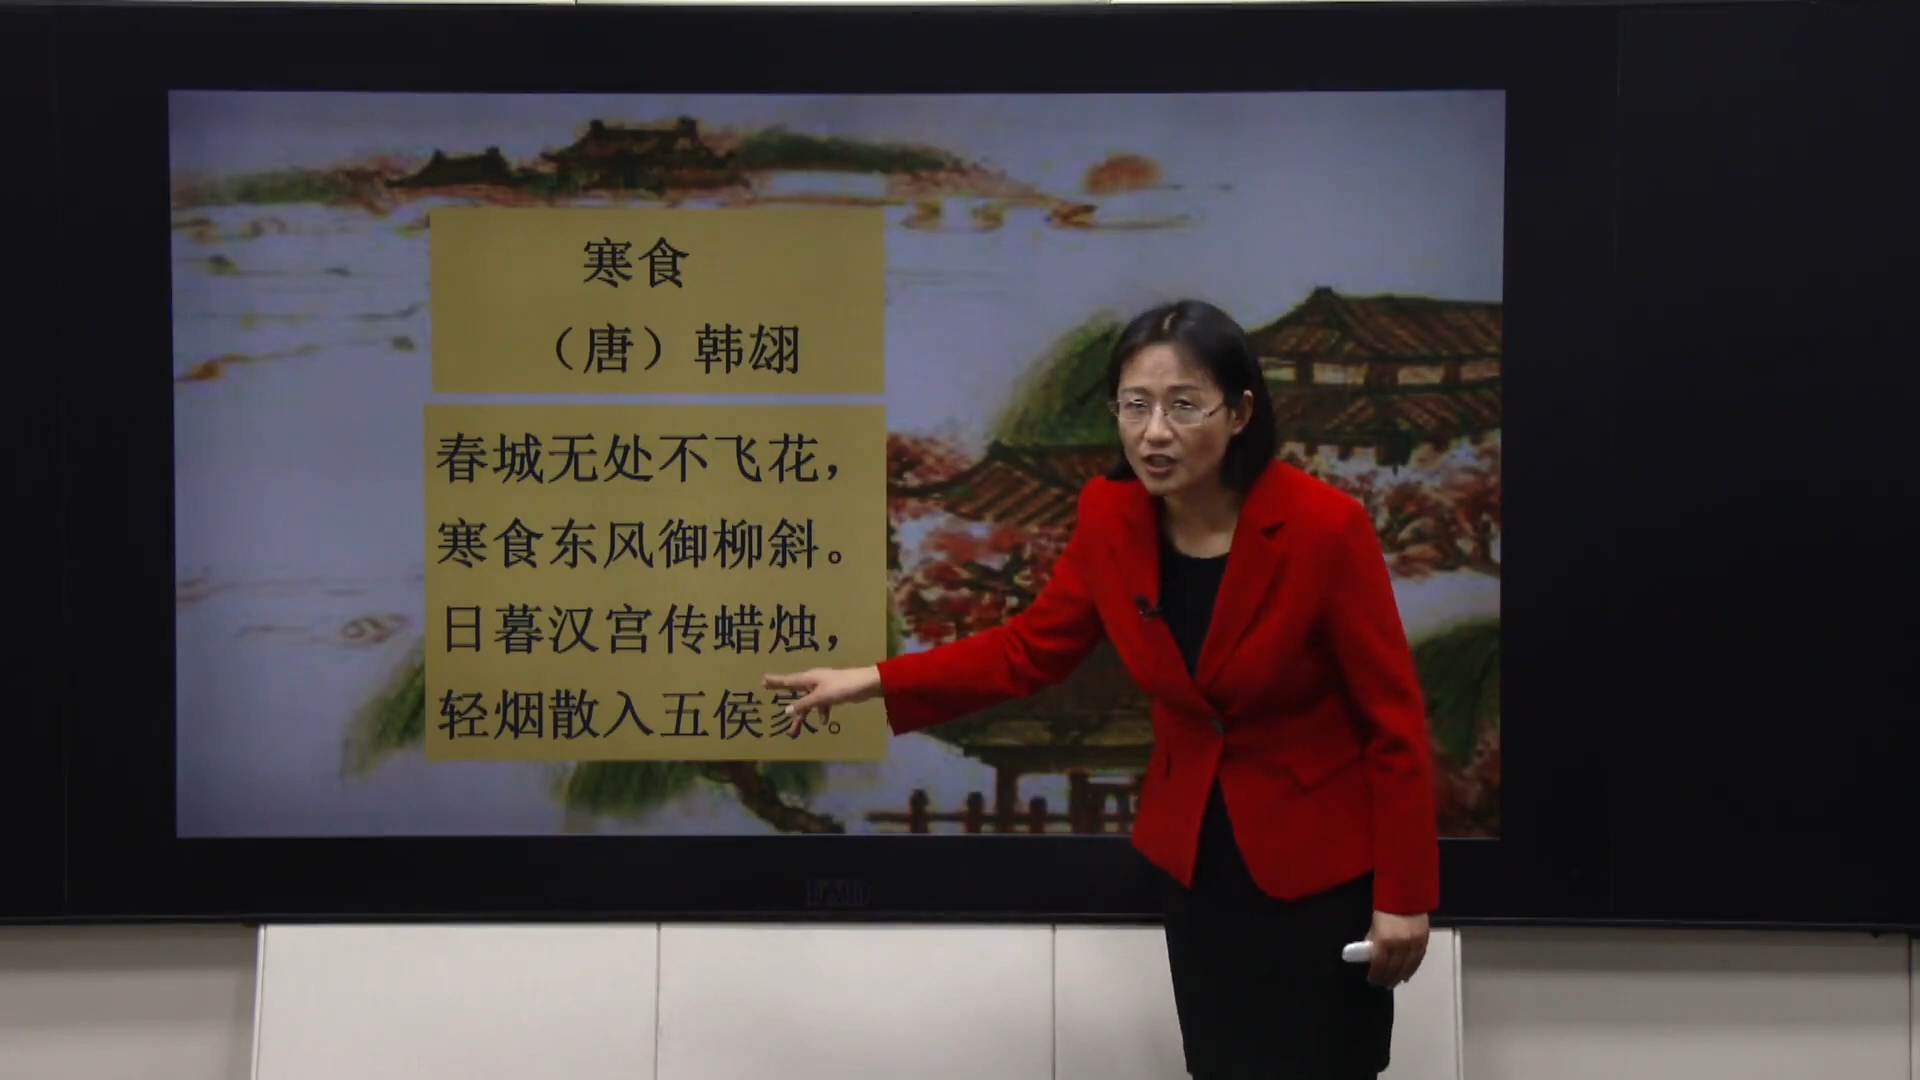 寒食
（唐）韩翃
春城无处不飞花，
寒食东风御柳斜。
日暮汉宫传蜡烛，
轻烟散入五侯家。